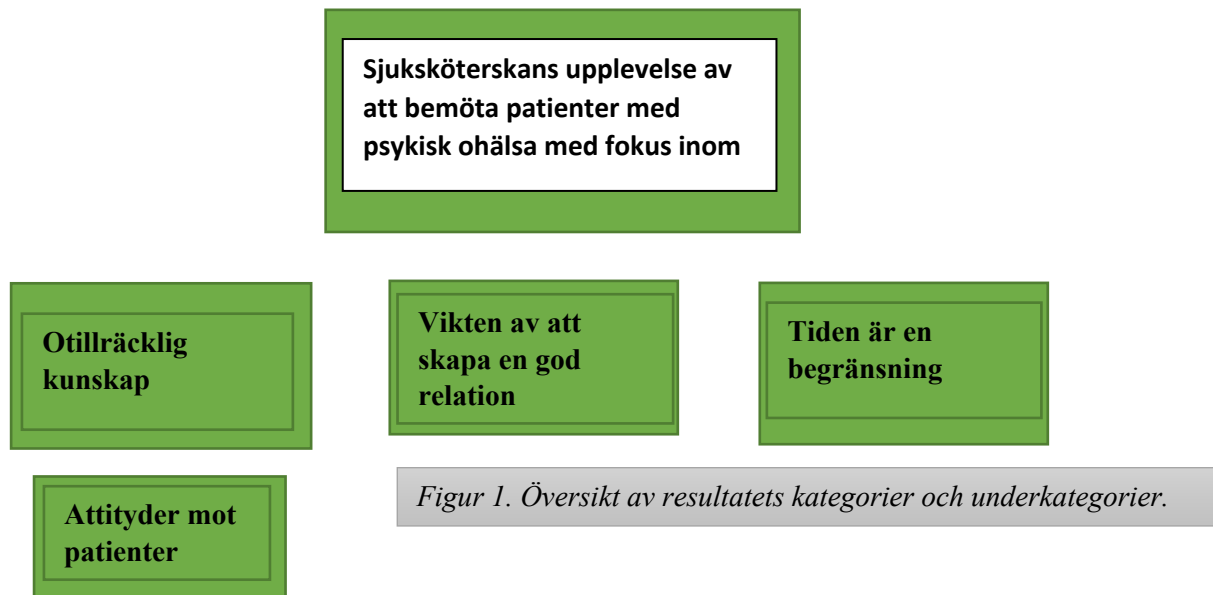 Sjuksköterskans upplevelse av
att bemöta patienter med
psykisk ohälsa med fokus inom
Otillräcklig
kunskap
Vikten av att
skapa en god
relation
Tiden är en
begränsning
Attityder mot
patienter
Figur 1. Översikt av resultatets kategorier och underkategorier.